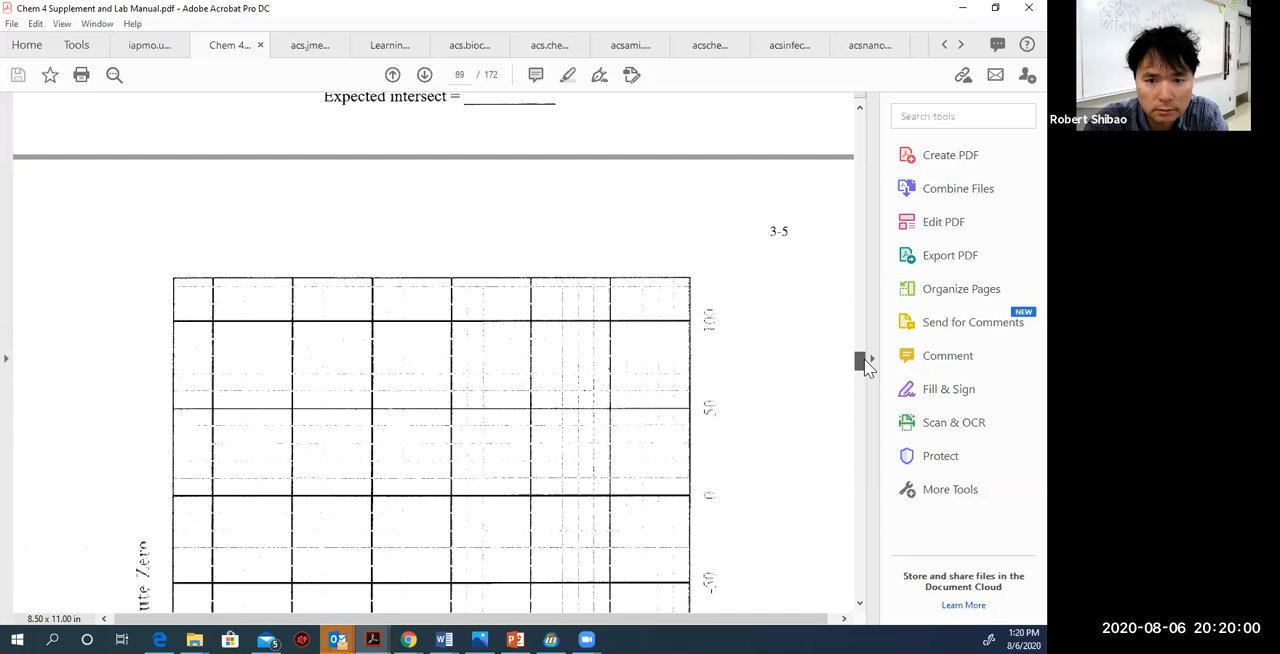 Chem 4 Supplement and Lab Manual.pdf - Adobe Acrobat Pro DC
File Edit View Window Help
Home Tools iapmo.u... Chem 4... × acs.jme... Learnin... acs.bioc... acs.che... acsami.... acsche... acsinfec... acsnano...
89 / 172
Expected intersect =
Search tools
Robert Shibao
Create PDF
Combine Files
Edit PDF
Export PDF
Organize Pages
NEW
Send for Comments
Comment
Fill & Sign
Scan & OCR
Protect
More Tools
3-5
100
50
0
-50
ute Zero
Store and share files in the
Document Cloud
Learn More
8.50 x 11.00 in
5
1:20 PM
8/6/2020
2020-08-06 20:20:00